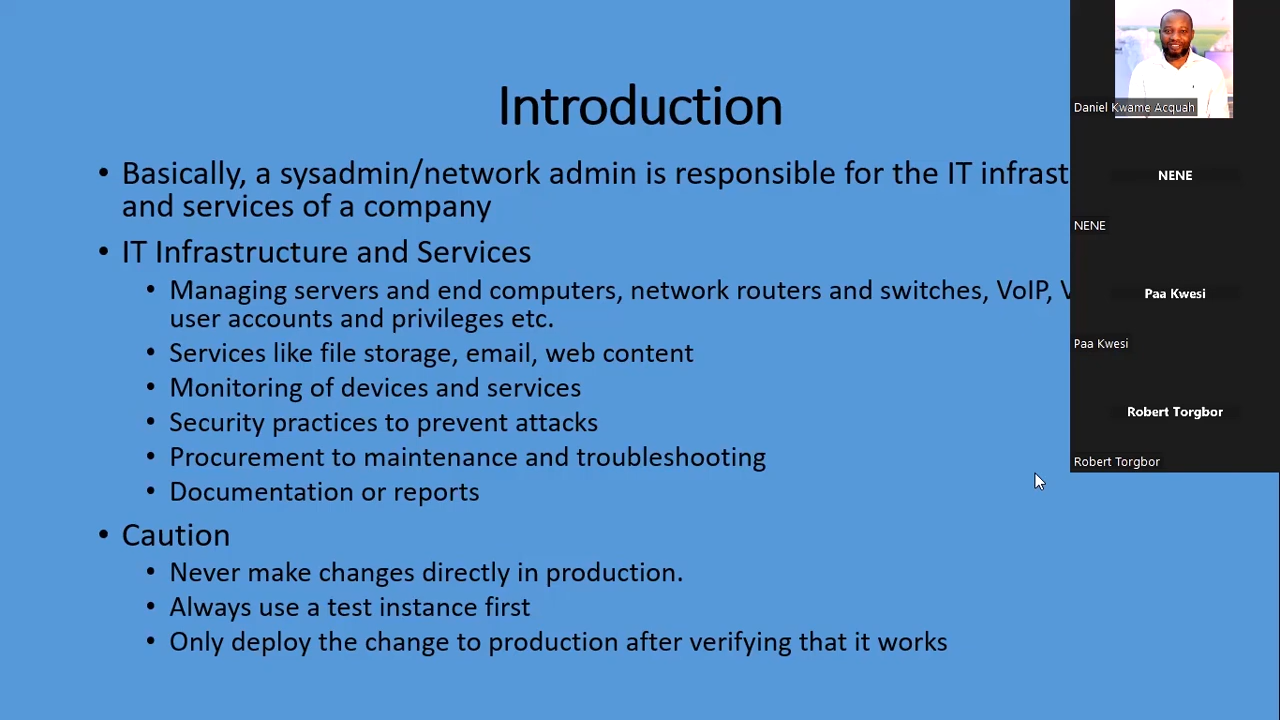 Introduction
• Basically, a sysadmin/network admin is responsible for the IT
and services of a company
• IT Infrastructure and Services
• Managing servers and end computers, network routers and switches, VoIP,
user accounts and privileges etc.
• Services like file storage, email, web content
• Monitoring of devices and services
• Security practices to prevent attacks
• Procurement to maintenance and troubleshooting
• Documentation or reports
• Caution
• Never make changes directly in production.
• Always use a test instance first
• Only deploy the change to production after verifying that it works
Daniel Kwame Acquah
NENE
NENE
Paa Kwesi
Paa Kwesi
Robert Torgbor
Robert Torgbor